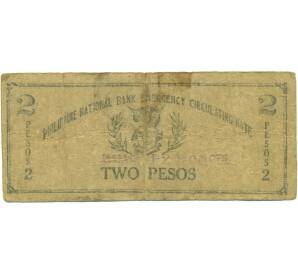 2 2
PHILIPPINE NATIONAL BANK EMERGENCY CIRCULATING NOTE
PESOS PESOS
2 TWO PESOS 2